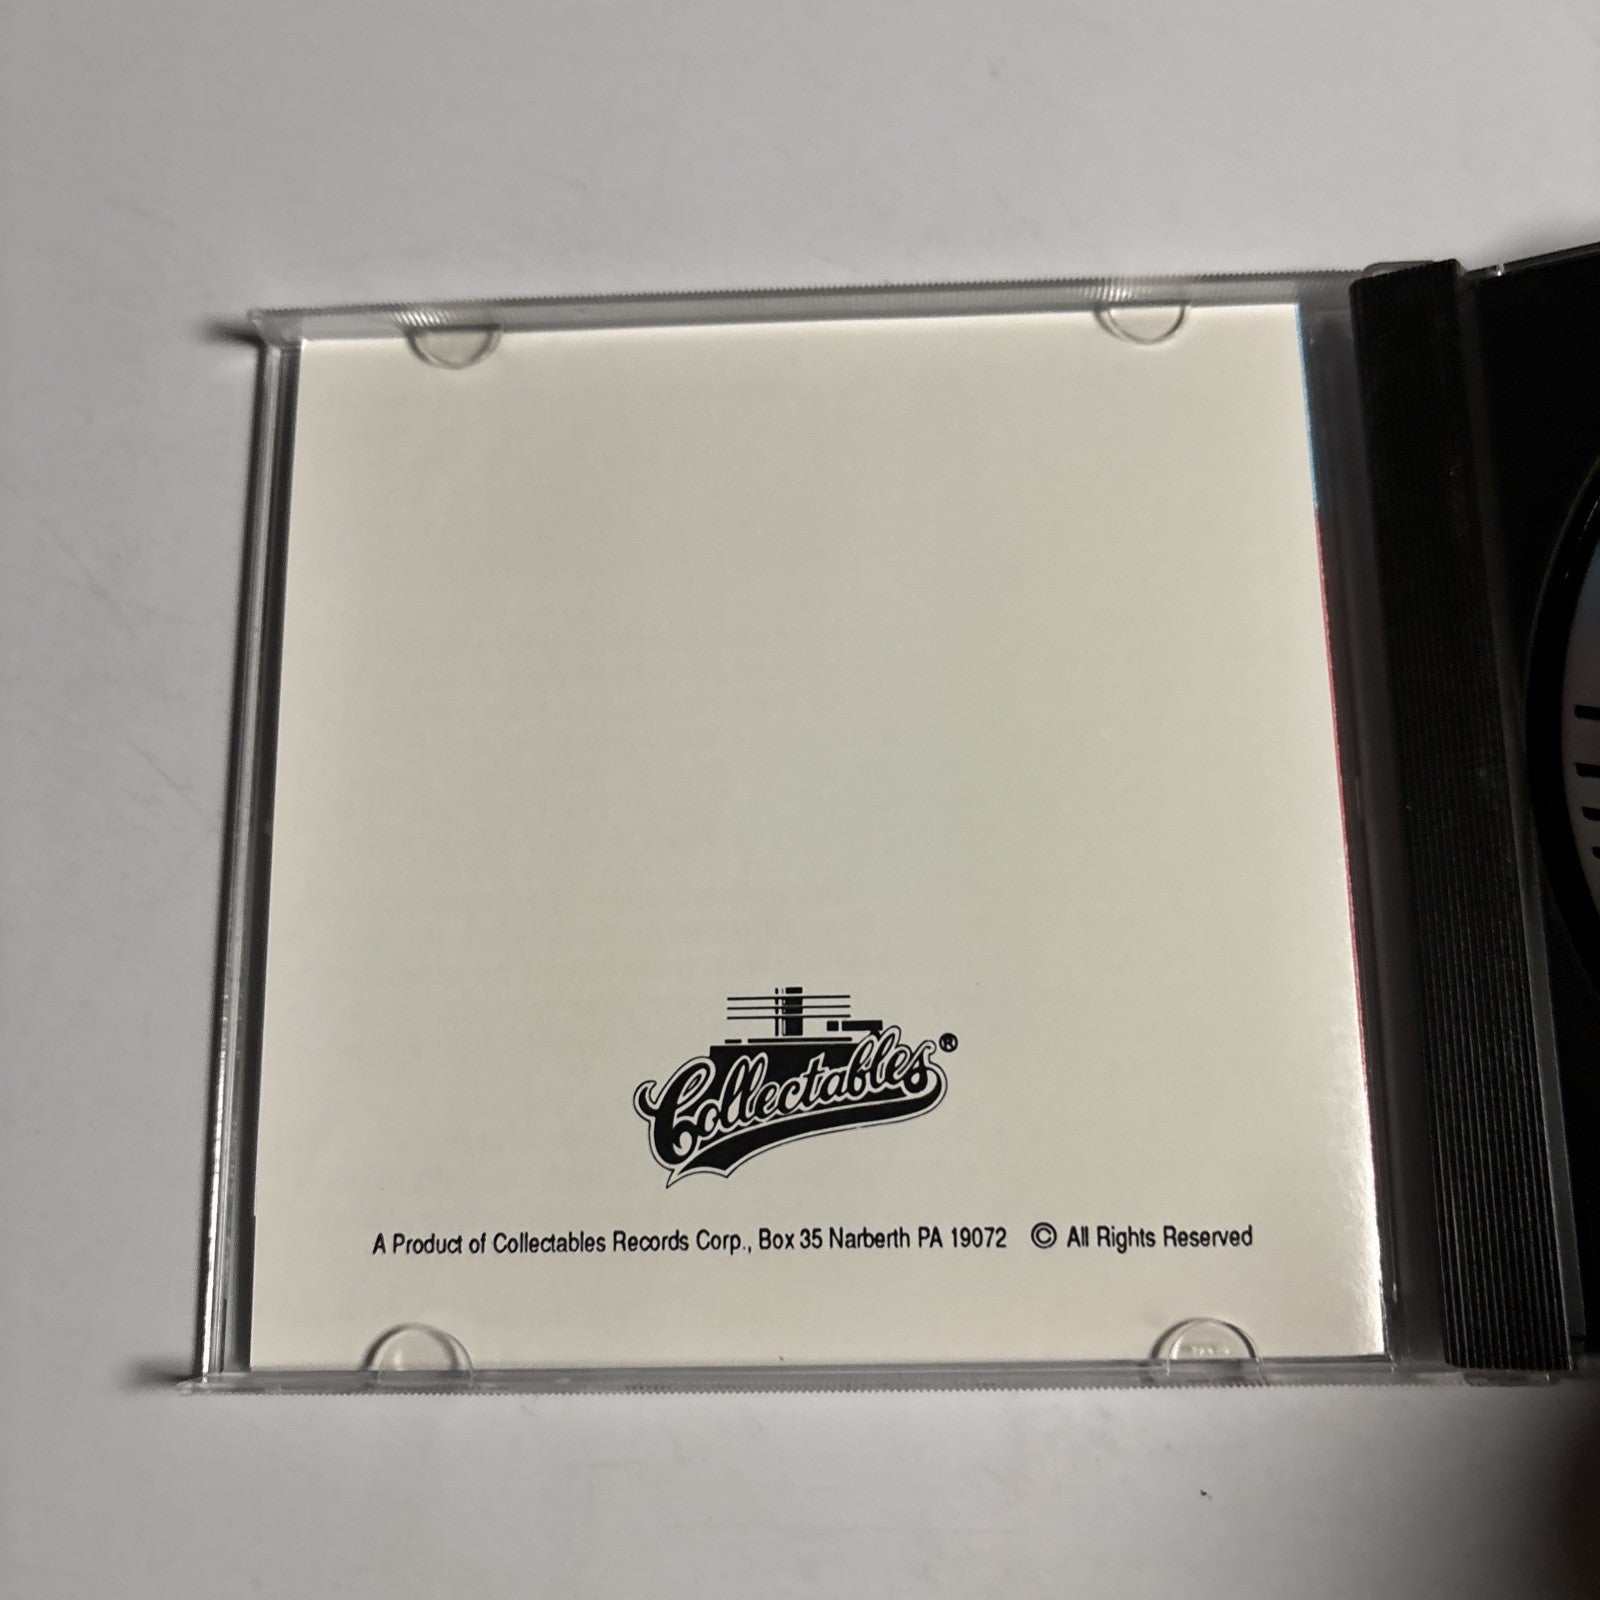 Collectables®
A Product of Collectables Records Corp., Box 35 Narberth PA 19072 © All Rights Reserved